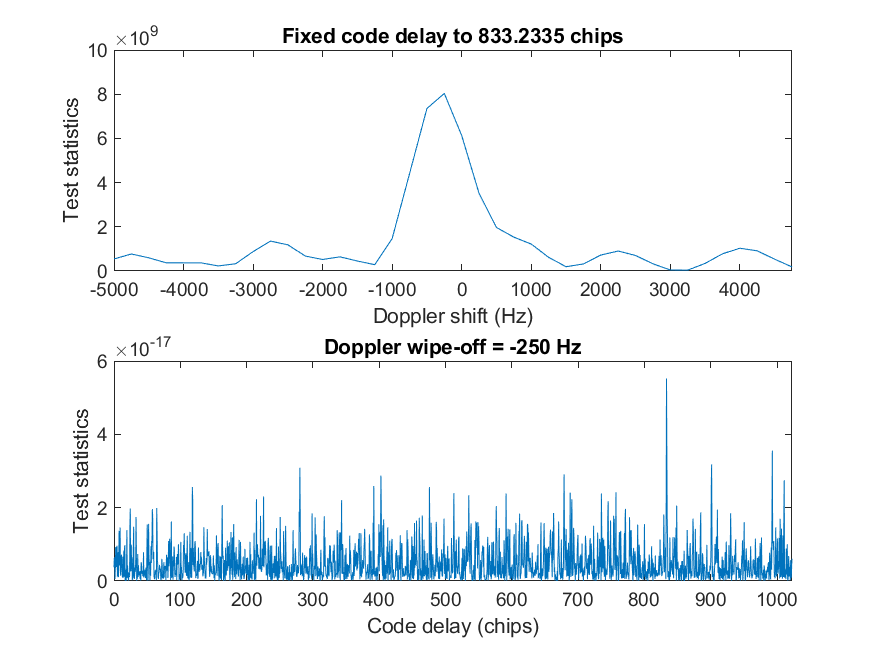 ×10^9
Fixed code delay to 833.2335 chips
10
8
6
4
2
0
Test statistics
-5000 -4000 -3000 -2000 -1000 0 1000 2000 3000 4000
Doppler shift (Hz)
×10^-17
Doppler wipe-off = -250 Hz
6
4
2
0
Test statistics
0 100 200 300 400 500 600 700 800 900 1000
Code delay (chips)